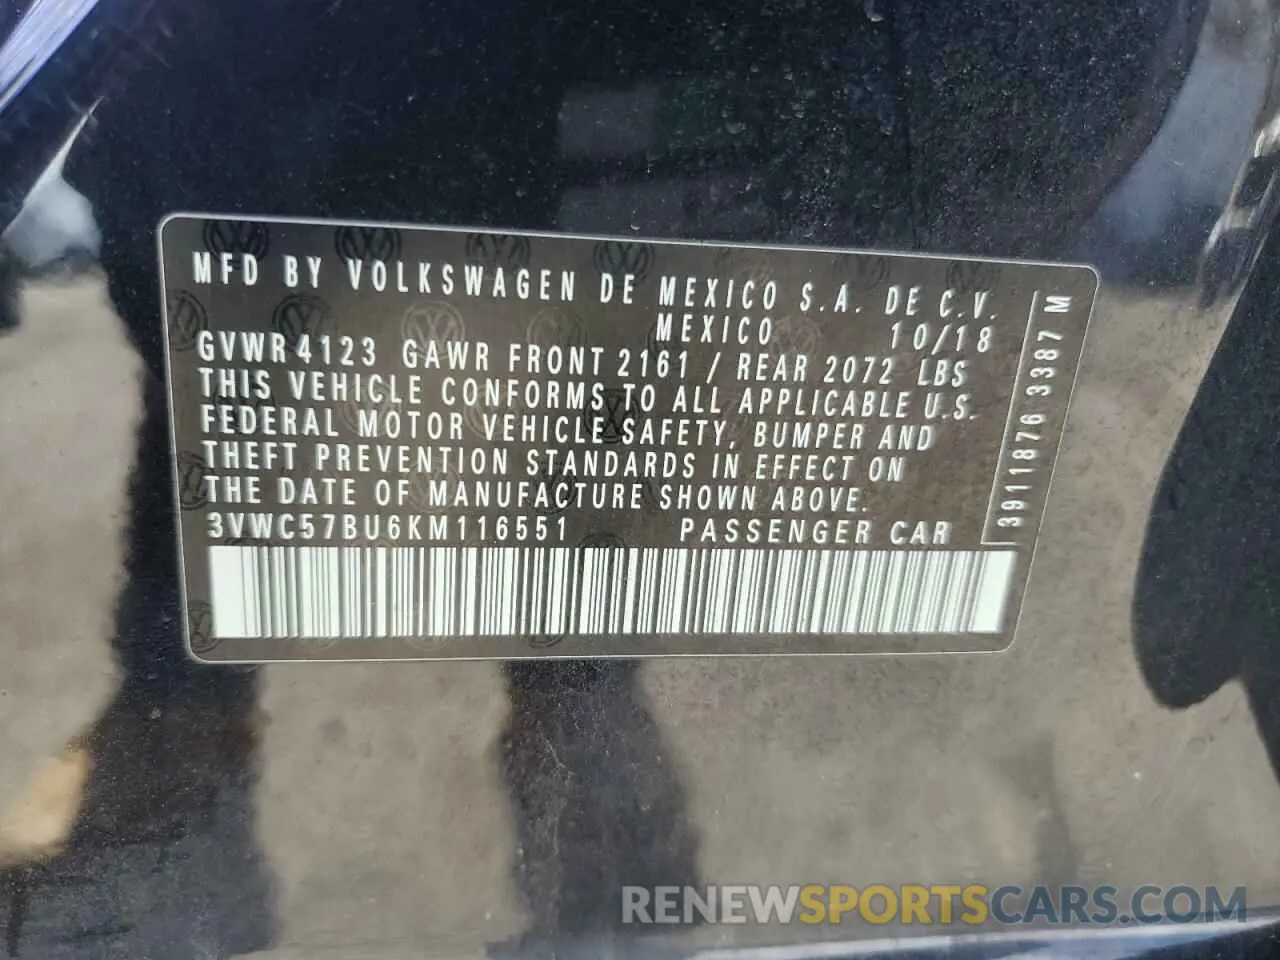 MFD BY VOLKSWAGEN DE MEXICO S.A. DE C.V.
MEXICO 10/18
GVWR 4123 GAWR FRONT 2161 / REAR 2072 LBS
THIS VEHICLE CONFORMS TO ALL APPLICABLE U.S.
FEDERAL MOTOR VEHICLE SAFETY, BUMPER AND
THEFT PREVENTION STANDARDS IN EFFECT ON
THE DATE OF MANUFACTURE SHOWN ABOVE.
3VWC57BU6KM116551 PASSENGER CAR
3911876 3387 M
RENEWSPORTSCARS.COM